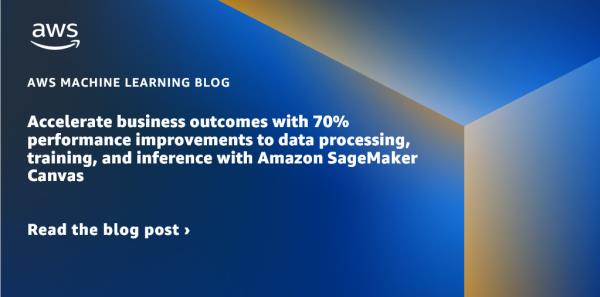 aws
AWS MACHINE LEARNING BLOG
Accelerate business outcomes with 70%
performance improvements to data processing,
training, and inference with Amazon SageMaker
Canvas
Read the blog post ›